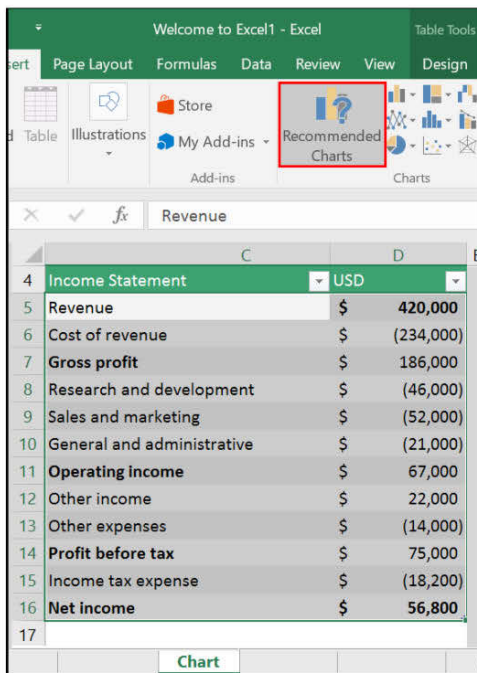 Welcome to Excel1 - Excel
Table Tools
sert Page Layout Formulas Data Review View Design
Table
Illustrations
Store
My Add-ins
Add-ins
Recommended
Charts
Charts
fx Revenue
C D
4 Income Statement USD
5 Revenue $ 420,000
6 Cost of revenue $ (234,000)
7 Gross profit $ 186,000
8 Research and development $ (46,000)
9 Sales and marketing $ (52,000)
10 General and administrative $ (21,000)
11 Operating income $ 67,000
12 Other income $ 22,000
13 Other expenses $ (14,000)
14 Profit before tax $ 75,000
15 Income tax expense $ (18,200)
16 Net income $ 56,800
17
Chart